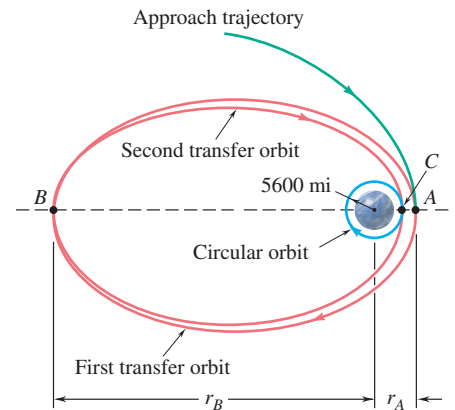 Approach trajectory
Second transfer orbit
C
5600 mi
B
A
Circular orbit
First transfer orbit
r_B
r_A